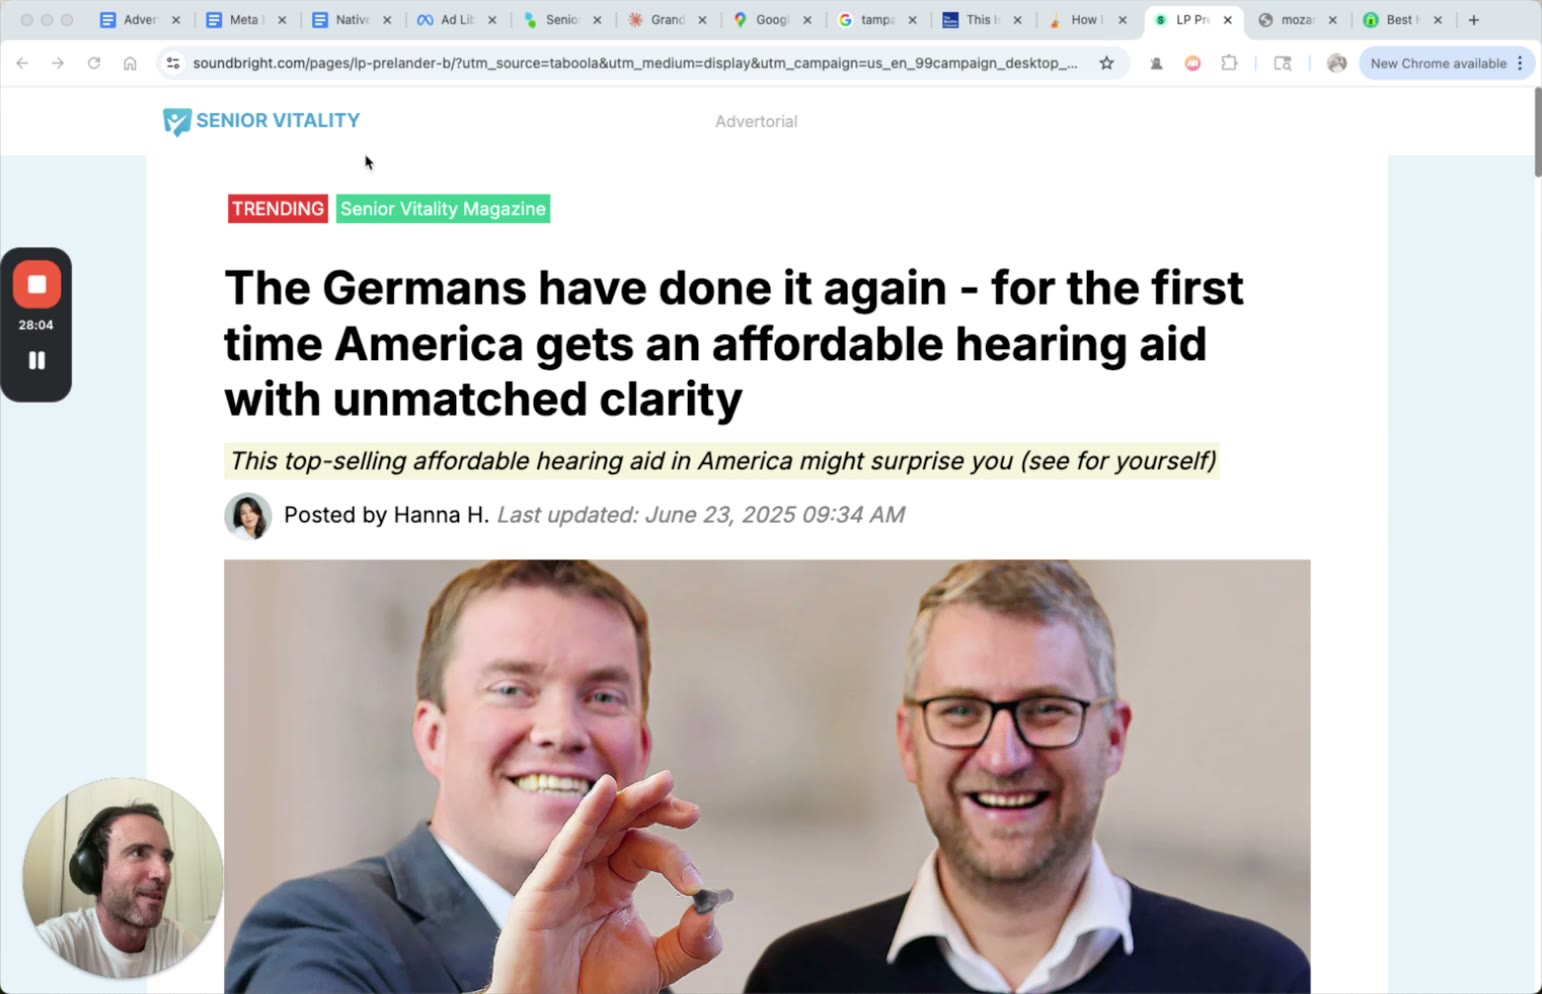 Adver
Meta
Native
Ad Li
Senio
Grand
Goog
tampa
This I
How I
LP Pr
moza
Best
soundbright.com/pages/lp-prelander-b/?utm_source=taboola&utm_medium=display&utm_campaign=us_en_99campaign_desktop_...
New Chrome available
SENIOR VITALITY
Advertorial
TRENDING
Senior Vitality Magazine
The Germans have done it again - for the first
time America gets an affordable hearing aid
with unmatched clarity
This top-selling affordable hearing aid in America might surprise you (see for yourself)
Posted by Hanna H. Last updated: June 23, 2025 09:34 AM
28:04